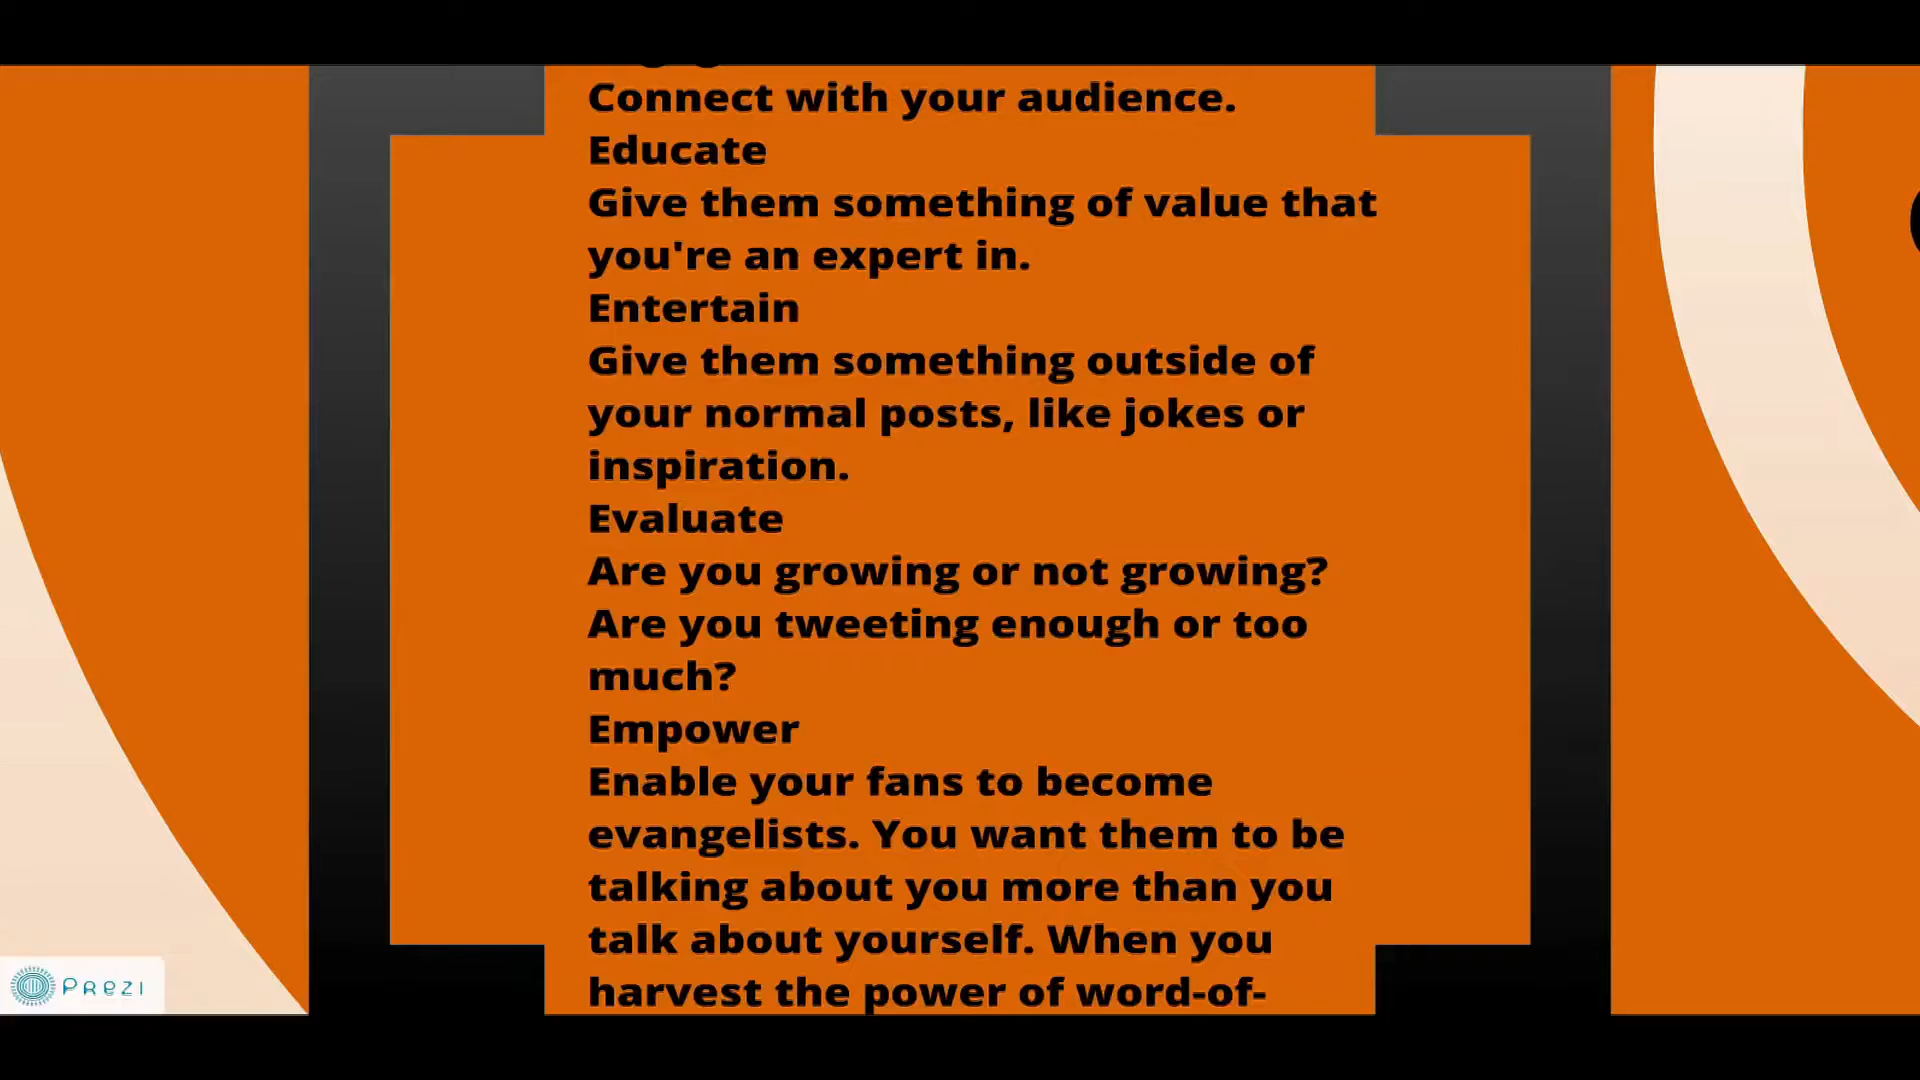 Connect with your audience.
Educate
Give them something of value that
you're an expert in.
Entertain
Give them something outside of
your normal posts, like jokes or
inspiration.
Evaluate
Are you growing or not growing?
Are you tweeting enough or too
much?
Empower
Enable your fans to become
evangelists. You want them to be
talking about you more than you
talk about yourself. When you
harvest the power of word-of-
Prezi